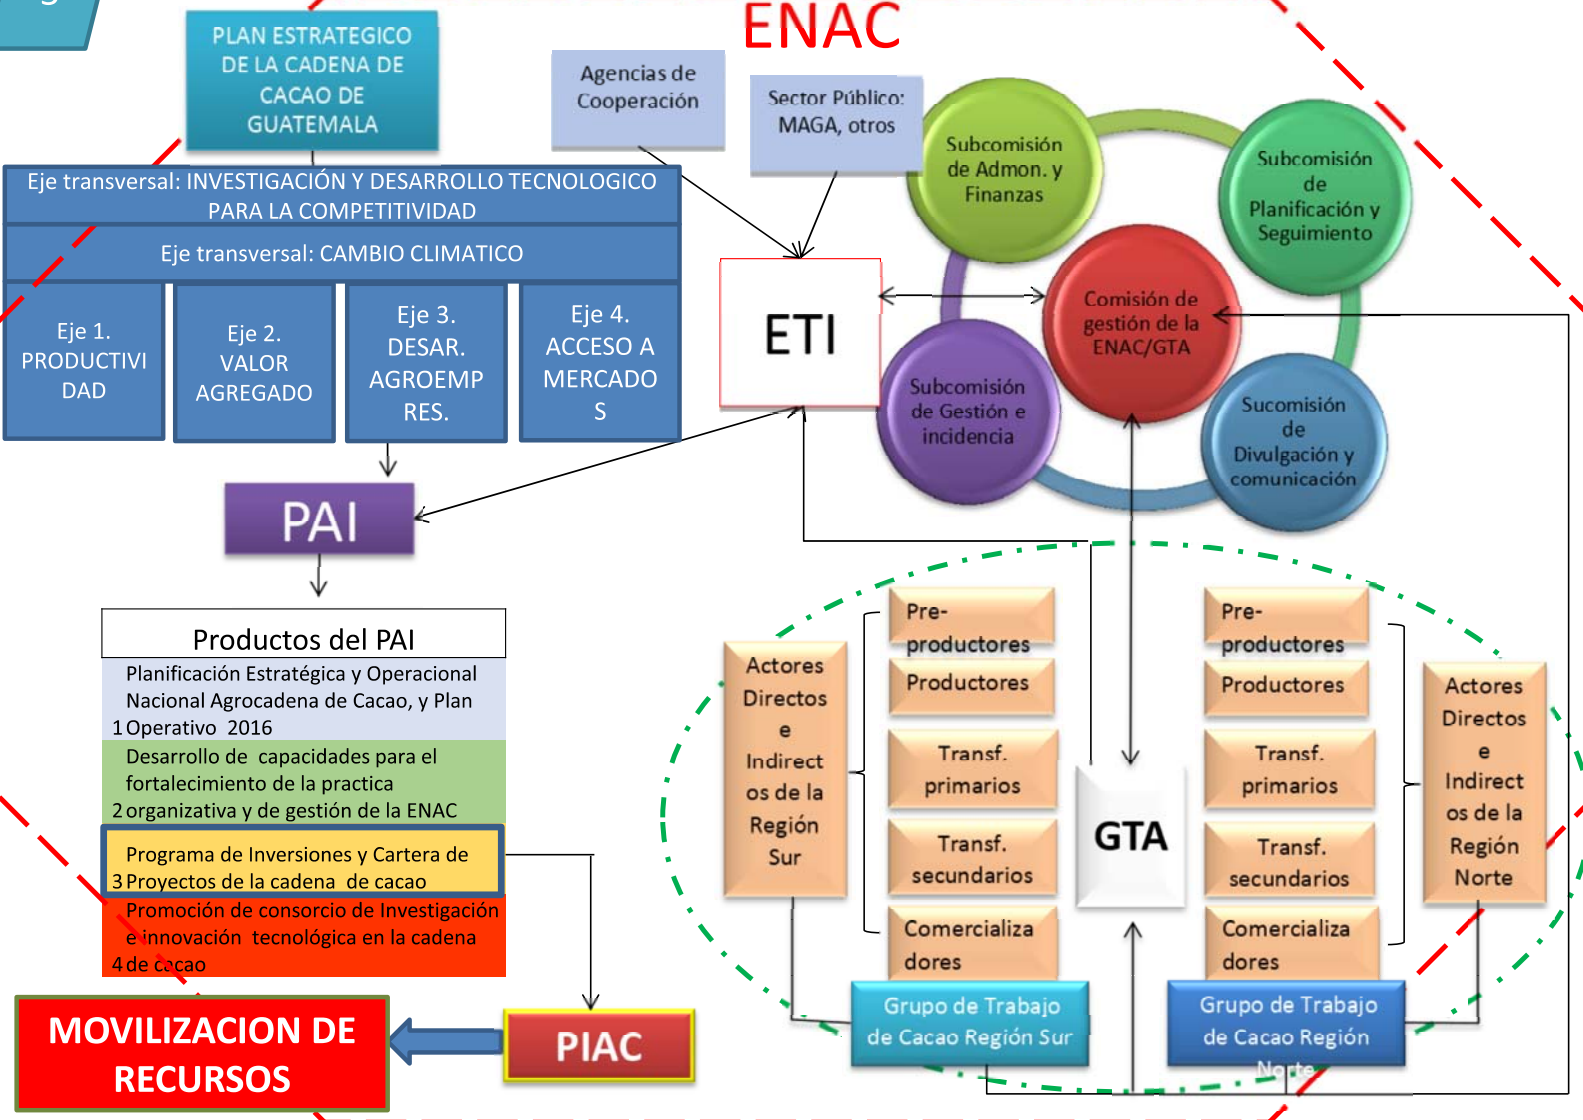 g
ENAC
PLAN ESTRATEGICO
DE LA CADENA DE
CACAO DE
GUATEMALA
Agencias de
Cooperación
Sector Público:
MAGA, otros
Eje transversal: INVESTIGACIÓN Y DESARROLLO TECNOLOGICO
PARA LA COMPETITIVIDAD
Eje transversal: CAMBIO CLIMATICO
Eje 1.
PRODUCTIVI
DAD
Eje 2.
VALOR
AGREGADO
Eje 3.
DESAR.
AGROEMP
RES.
Eje 4.
ACCESO A
MERCADO
S
ETI
Subcomisión
de Admon. y
Finanzas
Subcomisión
de
Planificación y
Seguimiento
Comisión de
gestión de la
ENAC/GTA
Subcomisión
de Gestión e
incidencia
Sucomisión
de
Divulgación y
comunicación
PAI
Productos del PAI
Planificación Estratégica y Operacional
Nacional Agrocadena de Cacao, y Plan
1 Operativo 2016
Desarrollo de capacidades para el
fortalecimiento de la practica
2 organizativa y de gestión de la ENAC
Programa de Inversiones y Cartera de
3 Proyectos de la cadena de cacao
Promoción de consorcio de Investigación
e innovación tecnológica en la cadena
4 de cacao
MOVILIZACION DE
RECURSOS
PIAC
Actores
Directos
e
Indirect
os de la
Región
Sur
Pre-
productores
Productores
Transf.
primarios
Transf.
secundarios
Comercializa
dores
Grupo de Trabajo
de Cacao Región Sur
GTA
Pre-
productores
Productores
Transf.
primarios
Transf.
secundarios
Comercializa
dores
Grupo de Trabajo
de Cacao Región
Norte
Actores
Directos
e
Indirect
os de la
Región
Norte